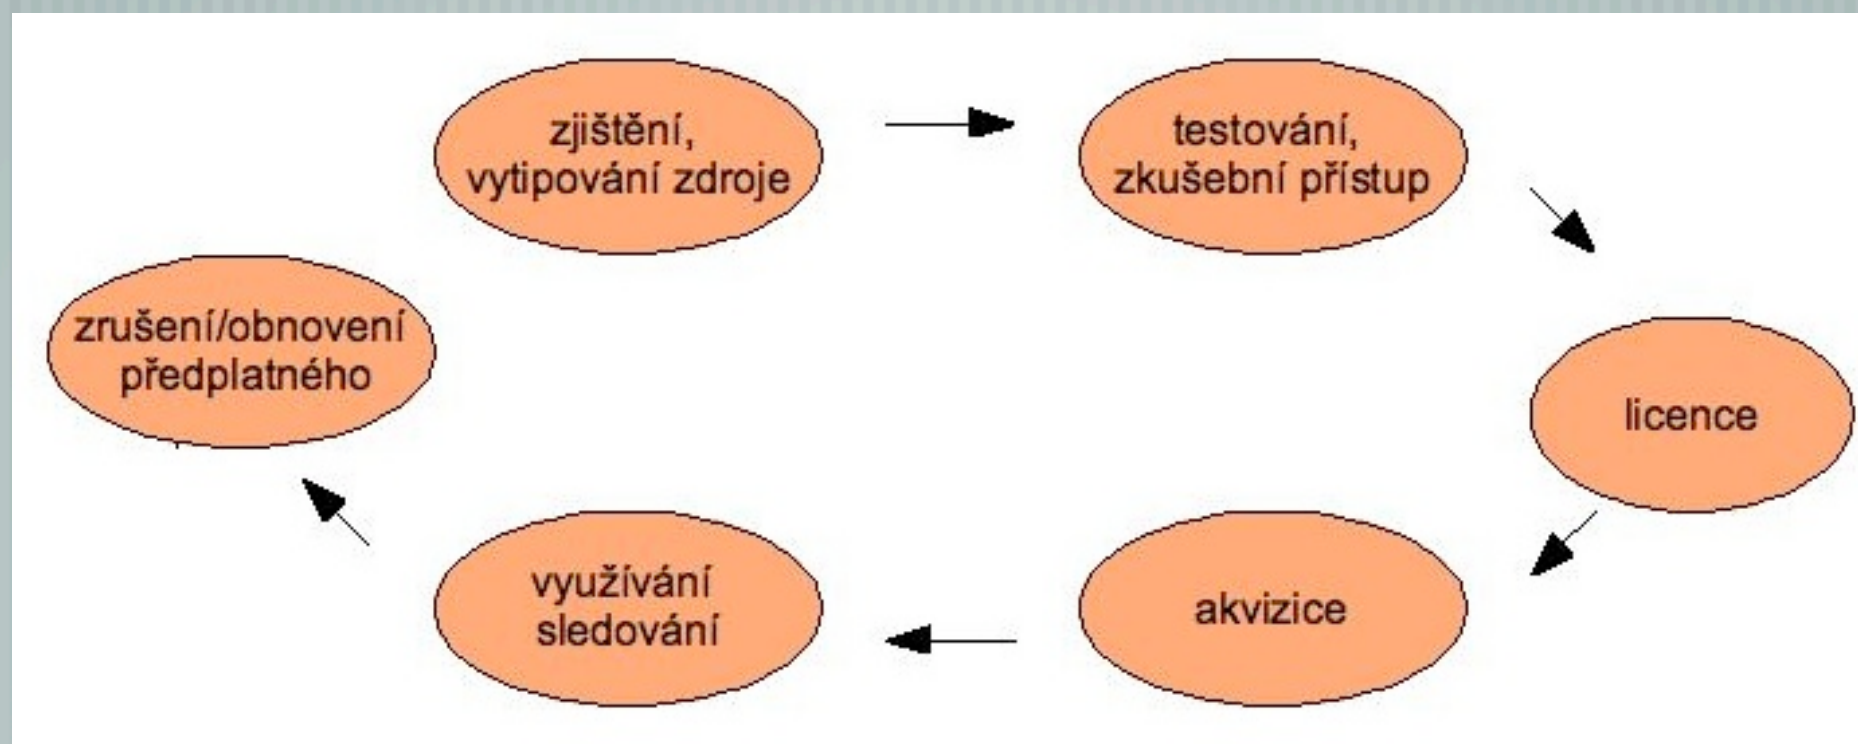 zjištění,
vytipování zdroje
testování,
zkušební přístup
licence
akvizice
využívání
sledování
zrušení/obnovení
předplatného